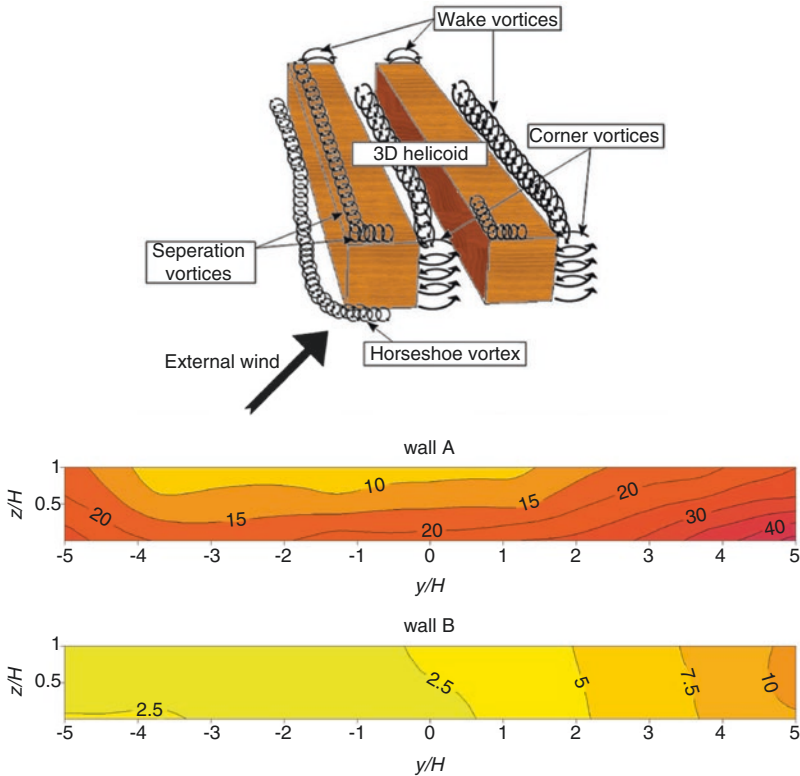 Wake vortices
Corner vortices
3D helicoid
Seperation
vortices
External wind
Horseshoe vortex
wall A
1
0.5
z/H
10
15
15
20
20
20
30
40
-5 -4 -3 -2 -1 0 1 2 3 4 5
y/H
wall B
1
0.5
z/H
2.5
2.5
5
7.5
10
-5 -4 -3 -2 -1 0 1 2 3 4 5
y/H